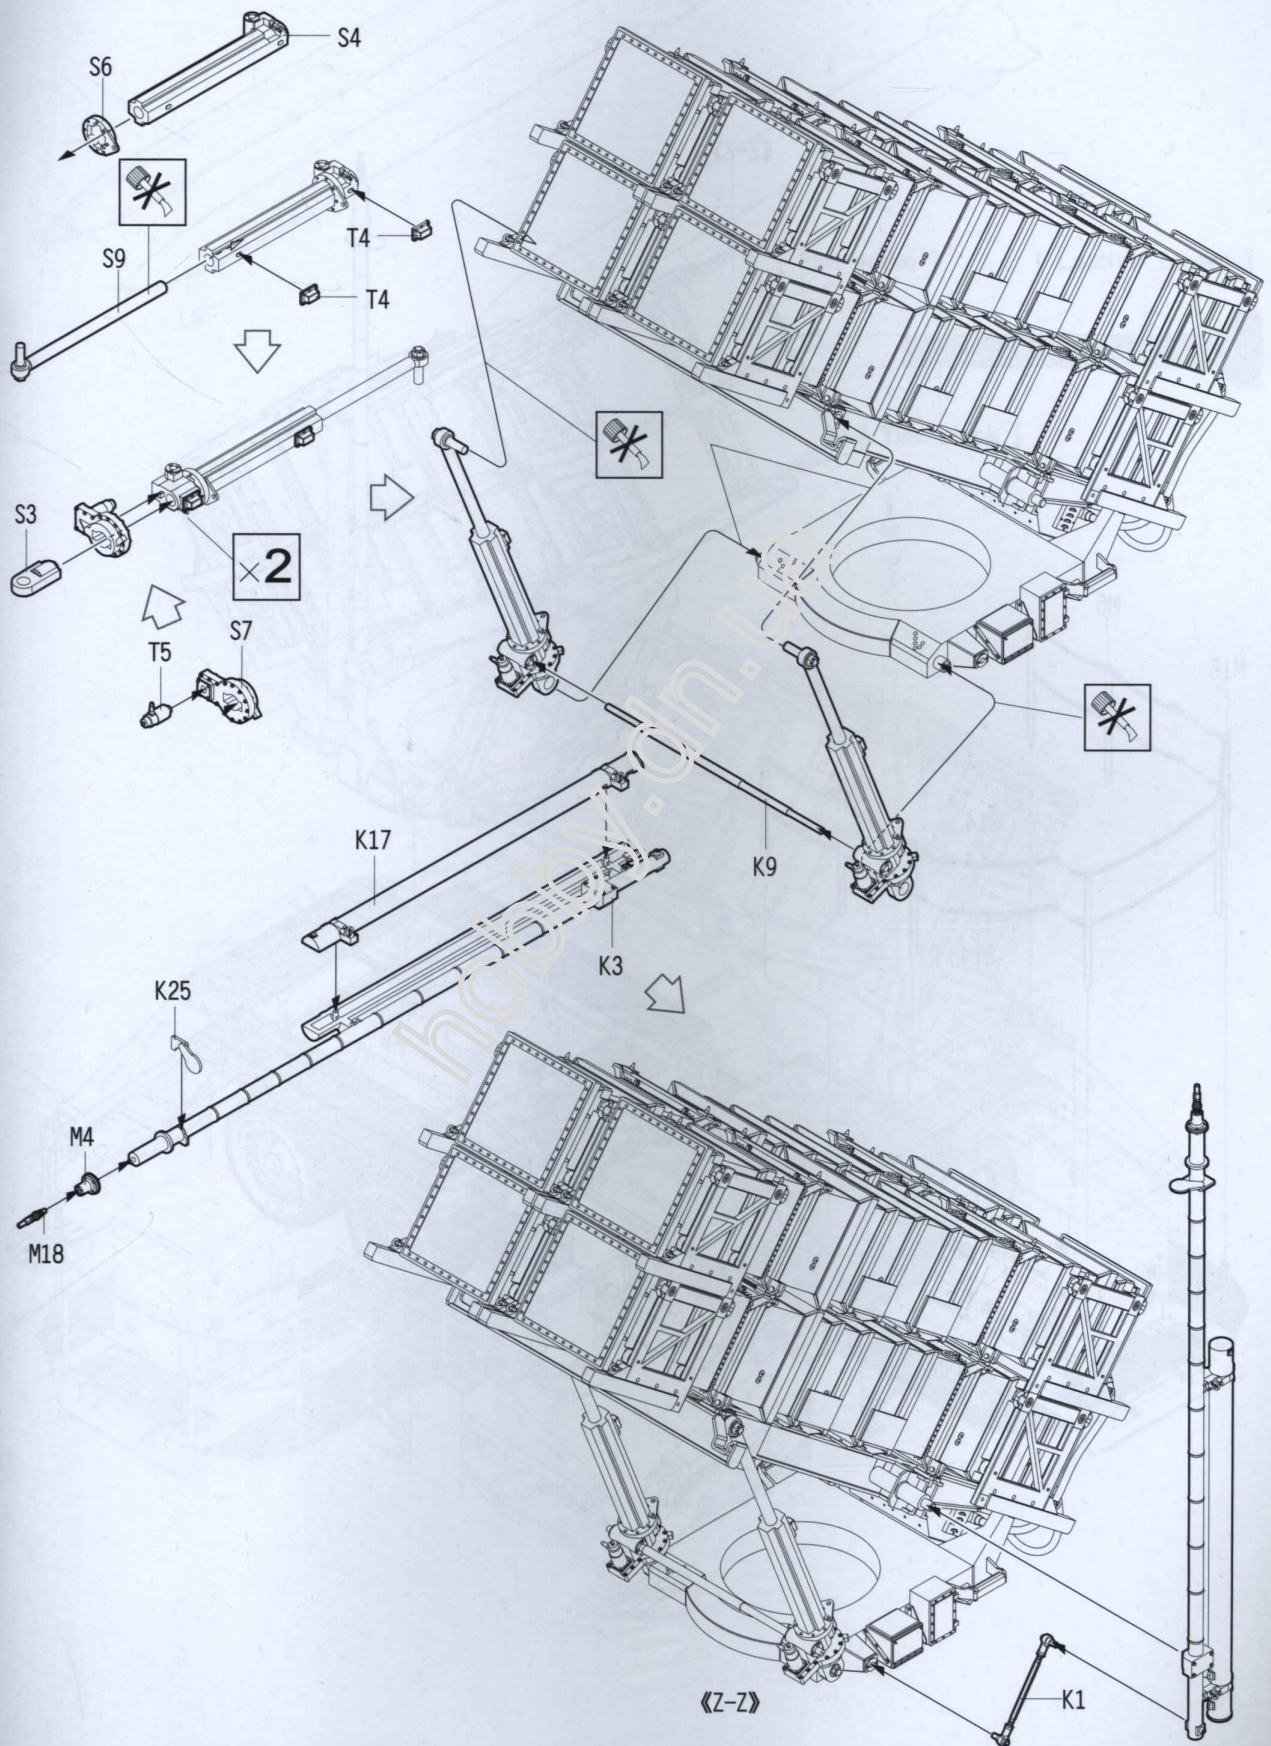 S4
S6
T4
S9
T4
S3
×2
S7
T5
K17
K9
K3
K25
M4
M18
K1
《Z-Z》
hobby.dn.ua